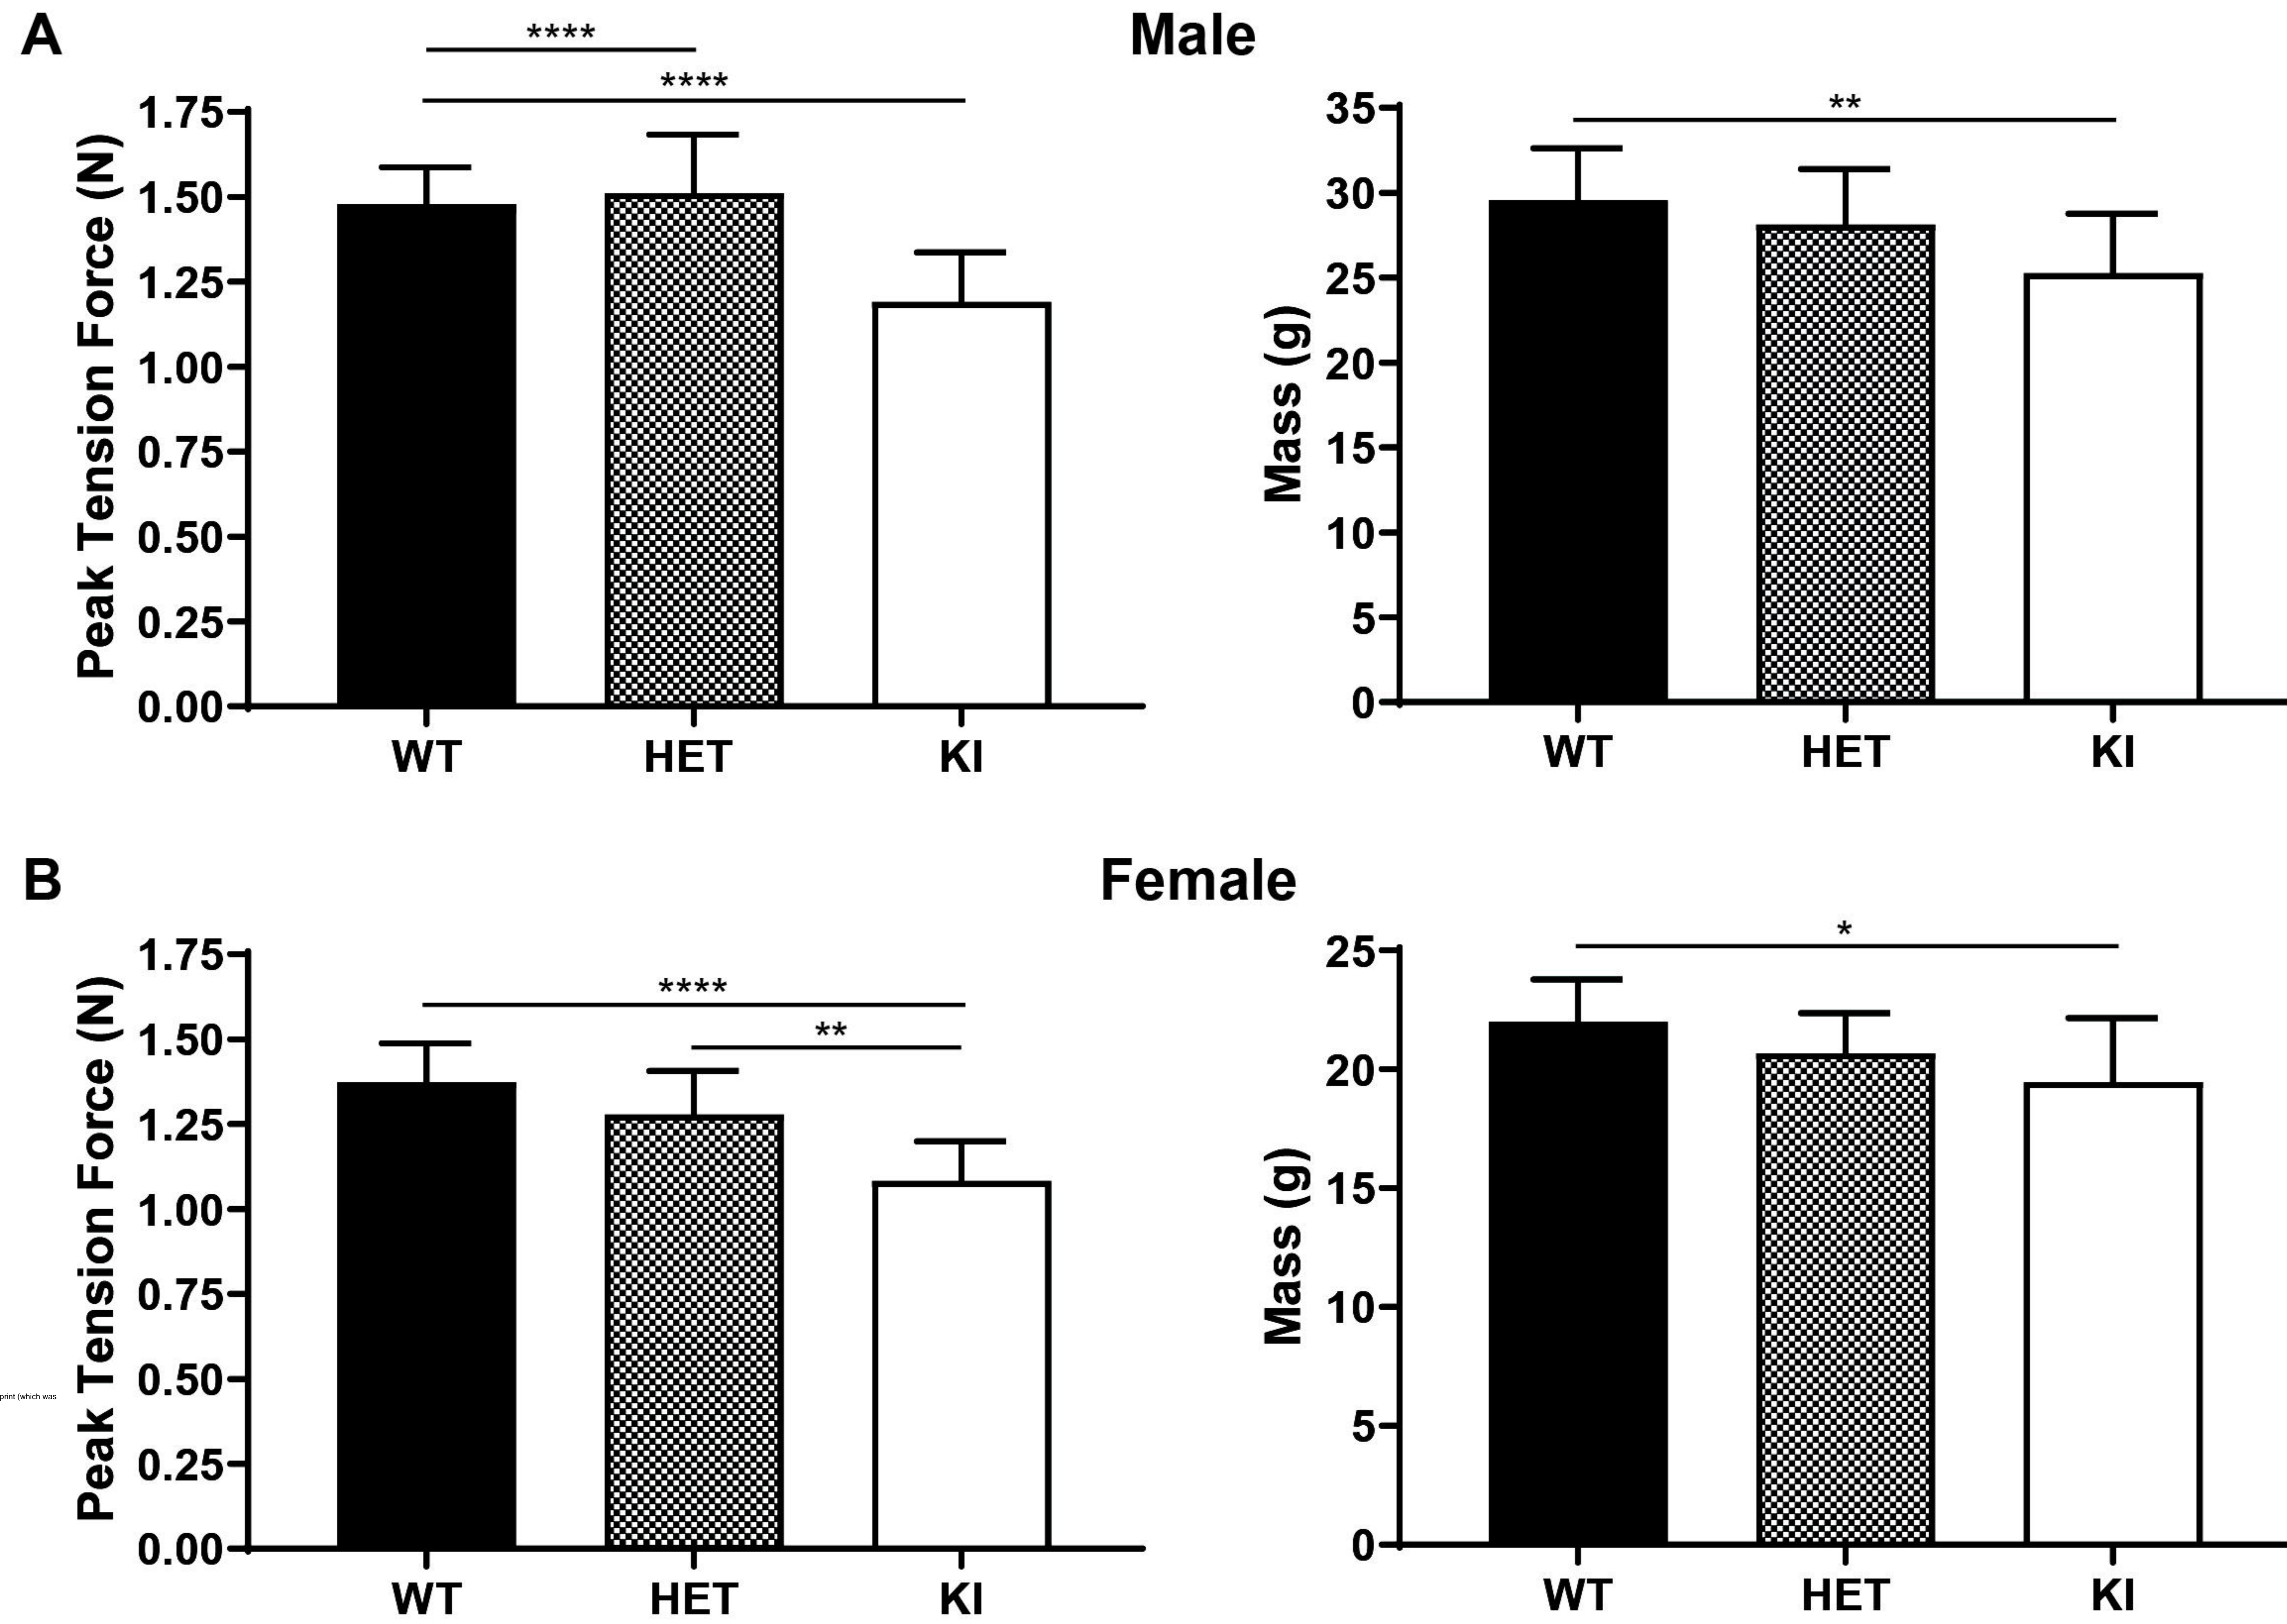 A
Male
****
****
1.75
1.50
1.25
1.00
0.75
0.50
0.25
0.00
Peak Tension Force (N)
WT HET KI
**
35
30
25
20
15
10
5
0
Mass (g)
WT HET KI
B
Female
****
**
1.75
1.50
1.25
1.00
0.75
0.50
0.25
0.00
Peak Tension Force (N)
WT HET KI
*
25
20
15
10
5
0
Mass (g)
WT HET KI
print (which was